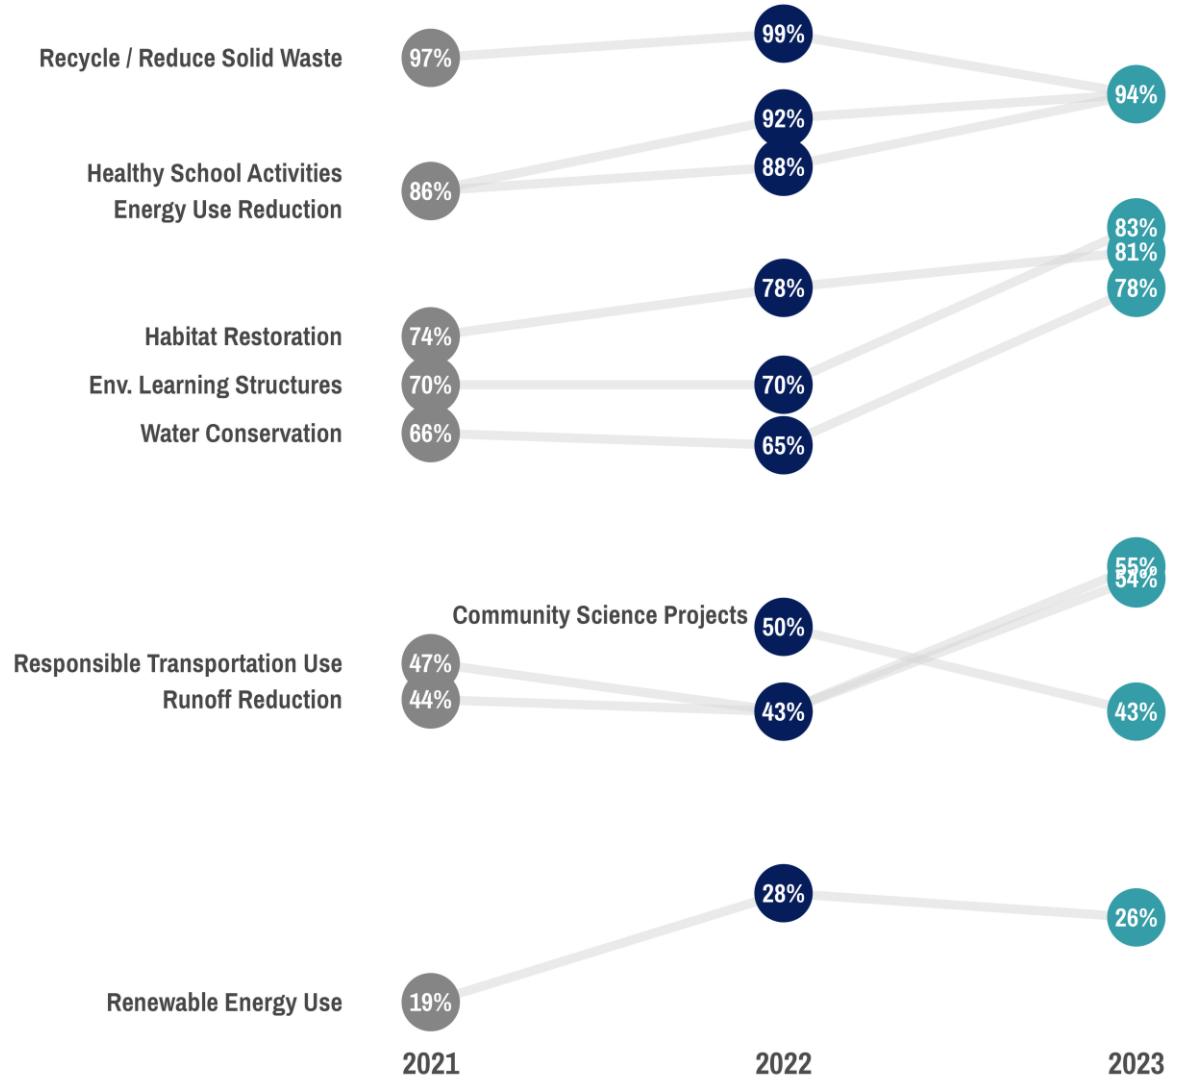 99%
Recycle / Reduce Solid Waste 97%
94%
92%
88%
Healthy School Activities
86%
Energy Use Reduction
83%
81%
78% 78%
Habitat Restoration 74%
Env. Learning Structures 70% 70%
Water Conservation 66% 65%
55%
54%
Community Science Projects 50%
Responsible Transportation Use 47%
Runoff Reduction 44% 43% 43%
28%
26%
Renewable Energy Use 19%
2021 2022 2023